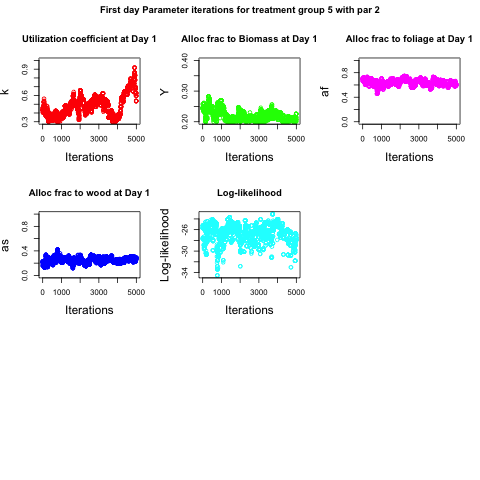 First day Parameter iterations for treatment group 5 with par 2
Utilization coefficient at Day 1
k
0.3 0.5 0.7 0.9
0 1000 3000 5000
Iterations
Alloc frac to Biomass at Day 1
Y
0.20 0.30 0.40
0 1000 3000 5000
Iterations
Alloc frac to foliage at Day 1
af
0.0 0.4 0.8
0 1000 3000 5000
Iterations
Alloc frac to wood at Day 1
as
0.0 0.4 0.8
0 1000 3000 5000
Iterations
Log-likelihood
Log-likelihood
-34 -30 -26
0 1000 3000 5000
Iterations